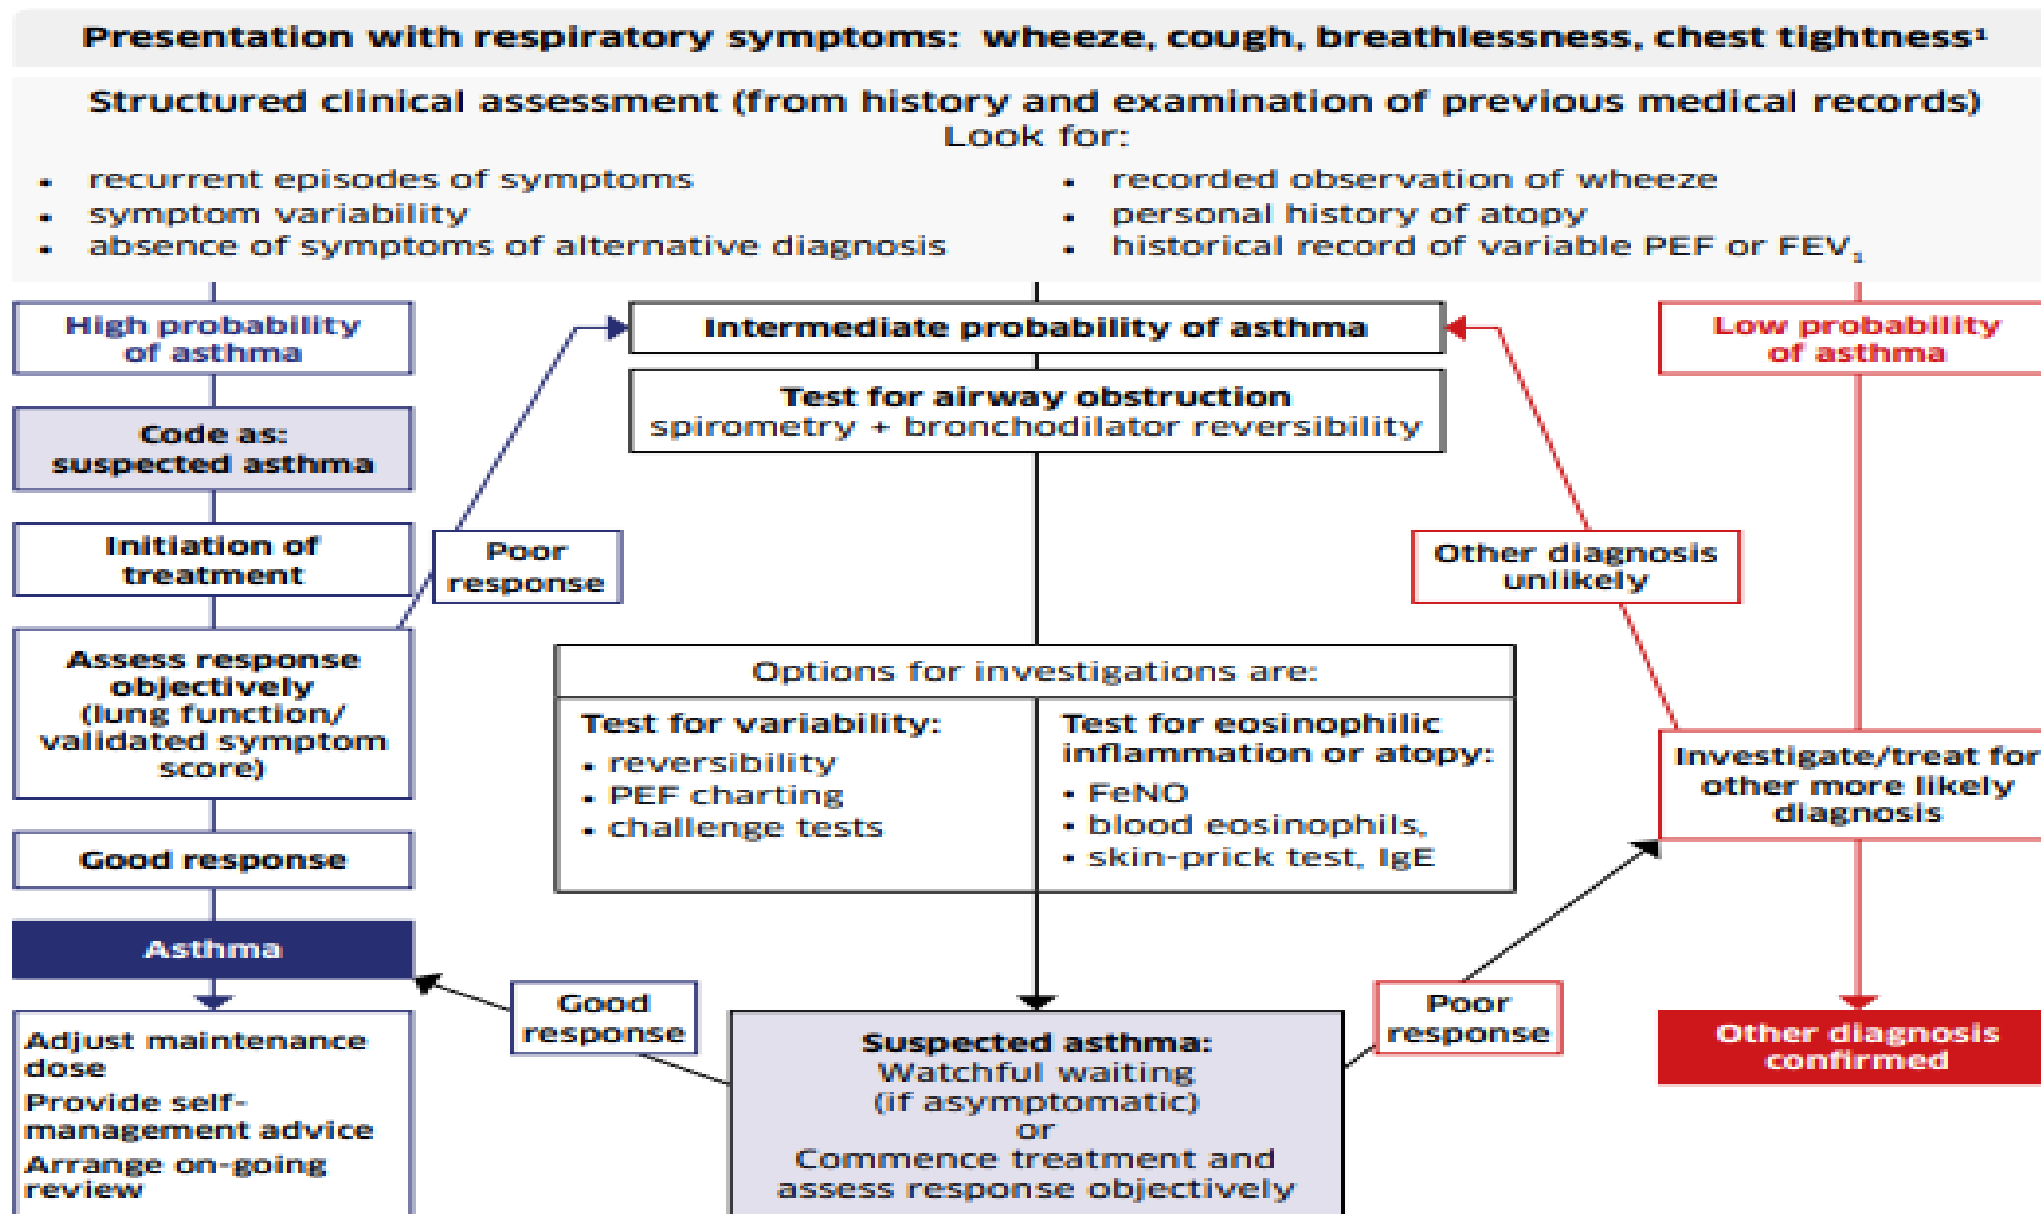 Presentation with respiratory symptoms: wheeze, cough, breathlessness, chest tightness¹
Structured clinical assessment (from history and examination of previous medical records)
Look for:
• recurrent episodes of symptoms
• symptom variability
• absence of symptoms of alternative diagnosis
• recorded observation of wheeze
• personal history of atopy
• historical record of variable PEF or FEV₁
High probability
of asthma
Code as:
suspected asthma
Initiation of
treatment
Assess response
objectively
(lung function/
validated symptom
score)
Good response
Asthma
Adjust maintenance
dose
Provide self-
management advice
Arrange on-going
review
Poor
response
Intermediate probability of asthma
Test for airway obstruction
spirometry + bronchodilator reversibility
Options for investigations are:
Test for variability:
• reversibility
• PEF charting
• challenge tests
Test for eosinophilic
inflammation or atopy:
• FeNO
• blood eosinophils,
• skin-prick test, IgE
Good
response
Suspected asthma:
Watchful waiting
(if asymptomatic)
or
Commence treatment and
assess response objectively
Poor
response
Low probability
of asthma
Other diagnosis
unlikely
Investigate/treat for
other more likely
diagnosis
Other diagnosis
confirmed